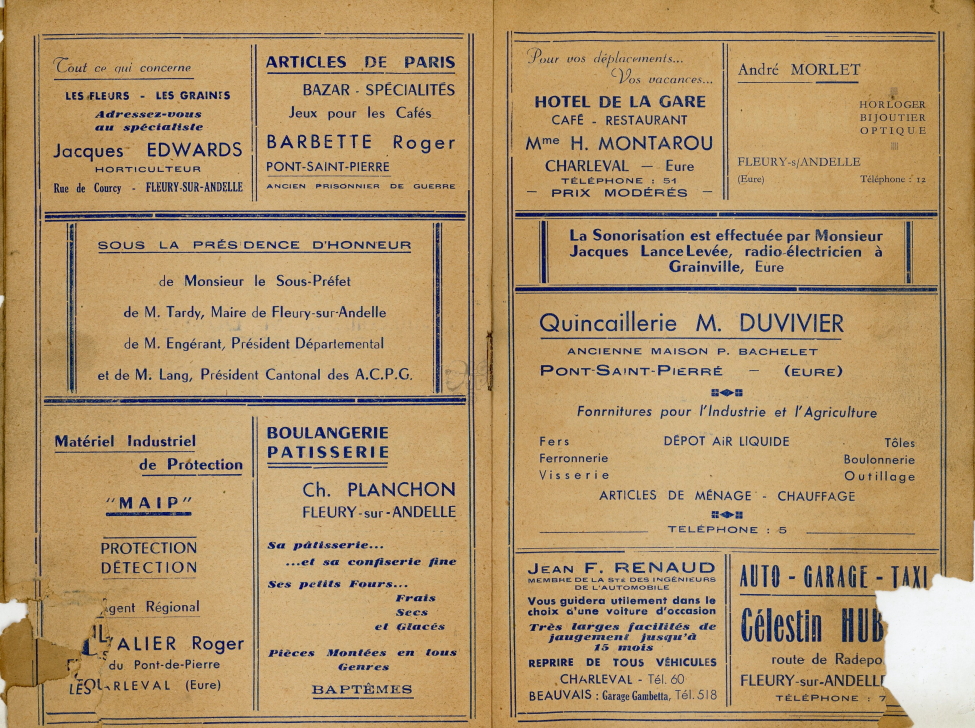 Tout ce qui concerne
LES FLEURS - LES GRAINES
Adressez-vous
au spécialiste
Jacques EDWARDS
HORTICULTEUR
Rue de Courcy - FLEURY-SUR-ANDELLE
ARTICLES DE PARIS
BAZAR - SPÉCIALITÉS
Jeux pour les Cafés
BARBETTE Roger
PONT-SAINT-PIERRE
ANCIEN PRISONNIER DE GUERRE
SOUS LA PRÉSIDENCE D'HONNEUR
de Monsieur le Sous-Préfet
de M. Tardy, Maire de Fleury-sur-Andelle
de M. Engérant, Président Départemental
et de M. Lang, Président Cantonal des A.C.P.G.
Matériel Industriel
de Prótection
"MAIP"
PROTECTION
DÉTECTION
gent Régional
ALIER Roger
du Pont-de-Pierre
RLEVAL (Eure)
BOULANGERIE
PATISSERIE
Ch. PLANCHON
FLEURY-sur-ANDELLE
Sa pâtisserie...
...et sa confiserie fine
Ses petits Fours...
Frais
Secs
et Glacés
Pièces Montées en tous
Genres
BAPTÊMES
Pour vos déplacements...
Vos vacances...
HOTEL DE LA GARE
CAFÉ - RESTAURANT
Mme H. MONTAROU
CHARLEVAL — Eure
TÉLÉPHONE : 51
— PRIX MODÉRÉS —
André MORLET
HORLOGER
BIJOUTIER
OPTIQUE
FLEURY-s/ANDELLE
(Eure) Téléphone : 12
La Sonorisation est effectuée par Monsieur
Jacques LanceLevée, radio-électricien à
Grainville, Eure
Quincaillerie M. DUVIVIER
ANCIENNE MAISON P. BACHELET
PONT-SAINT-PIERRÉ — (EURE)
Fonrnitures pour l'Industrie et l'Agriculture
Fers DÉPOT AiR LIQUIDE Tôles
Ferronnerie Boulonnerie
Visserie Outillage
ARTICLES DE MÉNAGE - CHAUFFAGE
TELÉPHONE : 5
JEAN F. RENAUD
MEMBRE DE LA STÉ DES INGÉNIEURS
DE L'AUTOMOBILE
Vous guidera utilement dans le
choix d'une voiture d'occasion
Très larges facilités de
jaugement jusqu'à
15 mois
REPRIRE DE TOUS VÉHICULES
CHARLEVAL - Tél. 60
BEAUVAIS : Garage Gambetta, Tél. 518
AUTO - GARAGE - TAXI
Célestin HUB
route de Radepo
FLEURY-sur-ANDELLE
TÉLÉPHONE : 7